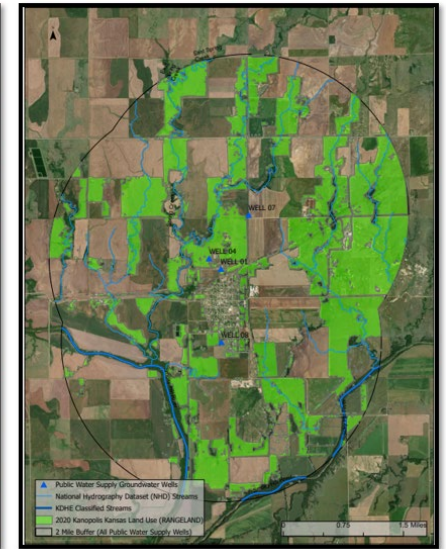 WELL 07
WELL 04
WELL 01
Public Water Supply Groundwater Wells
National Hydrography Dataset (NHD) Streams
KDHE Classified Streams
2020 Kanopolis Kansas Land Use (RANGELAND)
2 Mile Buffer (All Public Water Supply Wells)
0 0.75 1.5 Miles